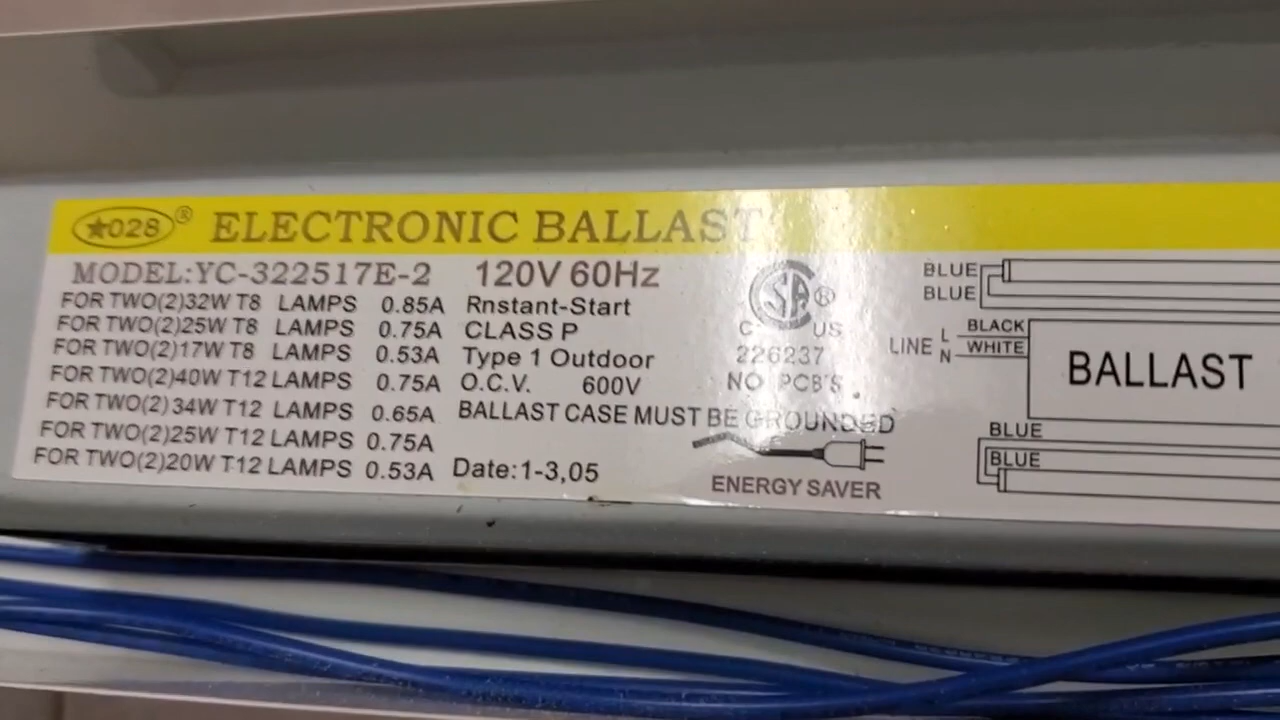 ★028® ELECTRONIC BALLAST
MODEL:YC-322517E-2 120V 60Hz
FOR TWO(2)32W T8 LAMPS 0.85A Rnstant-Start
FOR TWO(2)25W T8 LAMPS 0.75A CLASS P
FOR TWO(2)17W T8 LAMPS 0.53A Type 1 Outdoor
FOR TWO(2)40W T12 LAMPS 0.75A O.C.V. 600V
FOR TWO(2)34W T12 LAMPS 0.65A BALLAST CASE MUST BE GROUNDED
FOR TWO(2)25W T12 LAMPS 0.75A
FOR TWO(2)20W T12 LAMPS 0.53A Date:1-3,05
SA®
C US
226237
NO PCB'S
ENERGY SAVER
BLUE
BLUE
LINE L BLACK
N WHITE
BALLAST
BLUE
BLUE